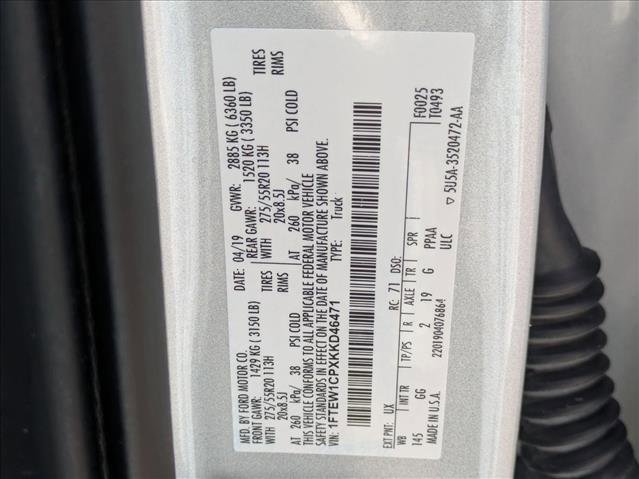 MFD. BY FORD MOTOR CO.
DATE: 04/19 GVWR: 2885 KG ( 6360 LB)
FRONT GAWR: 1429 KG ( 3150 LB) REAR GAWR: 1520 KG ( 3350 LB)
WITH 275/55R20 113H TIRES WITH 275/55R20 113H TIRES
20x8.5J RIMS 20x8.5J RIMS
AT 260 kPa/ 38 PSI COLD AT 260 kPa/ 38 PSI COLD
THIS VEHICLE CONFORMS TO ALL APPLICABLE FEDERAL MOTOR VEHICLE
SAFETY STANDARDS IN EFFECT ON THE DATE OF MANUFACTURE SHOWN ABOVE.
VIN: 1FTEW1CPXKKD46471 TYPE: Truck
F0025
T0493
EXT PNT: UX RC: 71 DSO:
WB INT TR TP/PS R AXLE TR SPR
145 GG 2 19 G PPAA
MADE IN U.S.A. 2201904076864 ULC
▽ 5U5A-3520472-AA